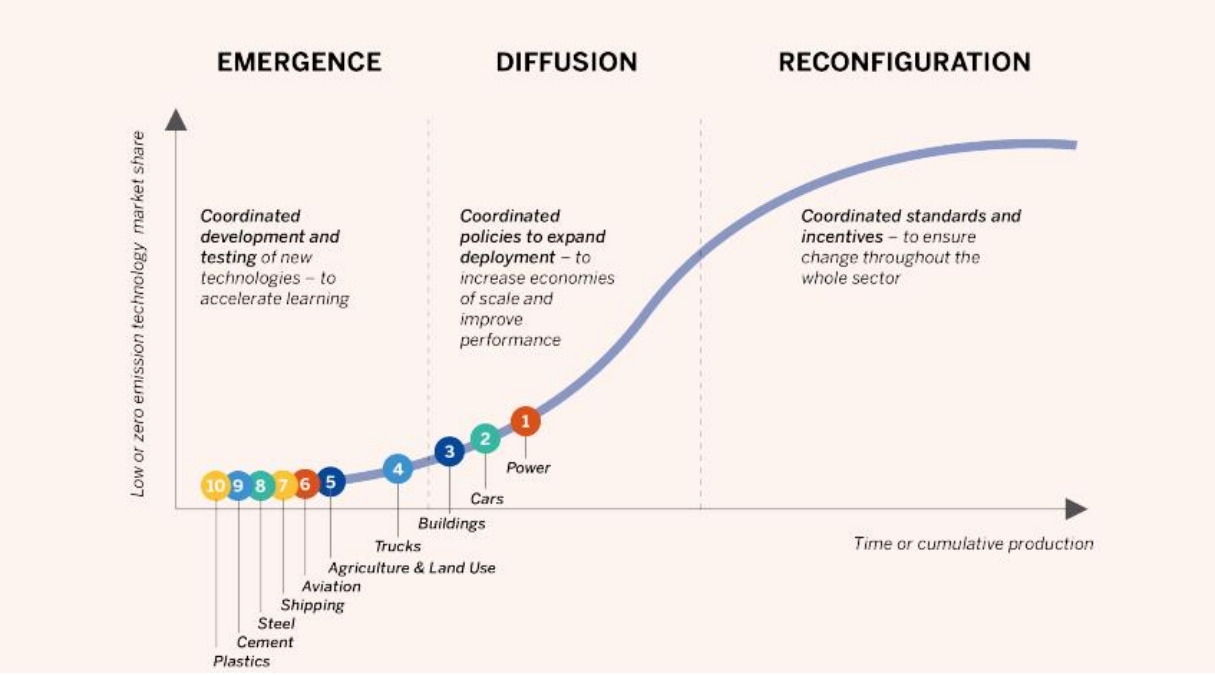 EMERGENCE
DIFFUSION
RECONFIGURATION
Low or zero emission technology market share
Coordinated
development and
testing of new
technologies – to
accelerate learning
Coordinated
policies to expand
deployment – to
increase economies
of scale and
improve
performance
Coordinated standards and
incentives – to ensure
change throughout the
whole sector
10 9 8 7 6 5 4 3 2 1
Power
Cars
Buildings
Trucks
Agriculture & Land Use
Aviation
Shipping
Steel
Cement
Plastics
Time or cumulative production